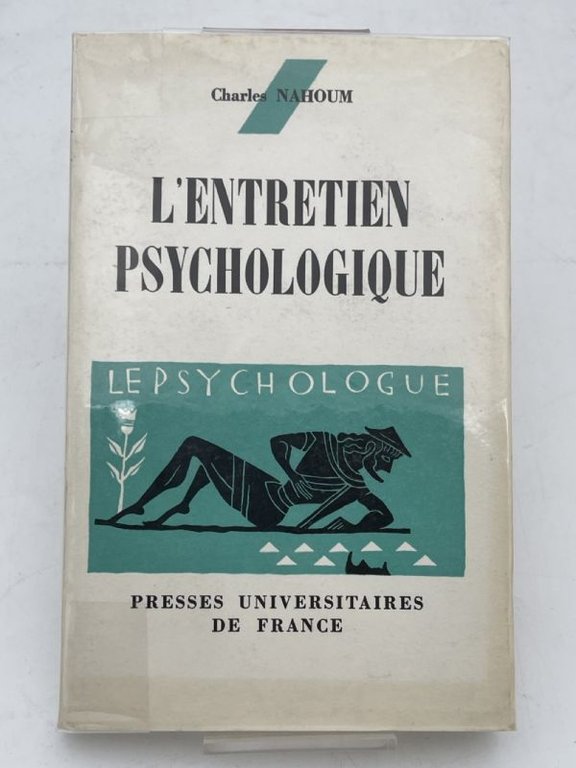 Charles NAHOUM
L'ENTRETIEN
PSYCHOLOGIQUE
LE PSYCHOLOGUE
PRESSES UNIVERSITAIRES
DE FRANCE